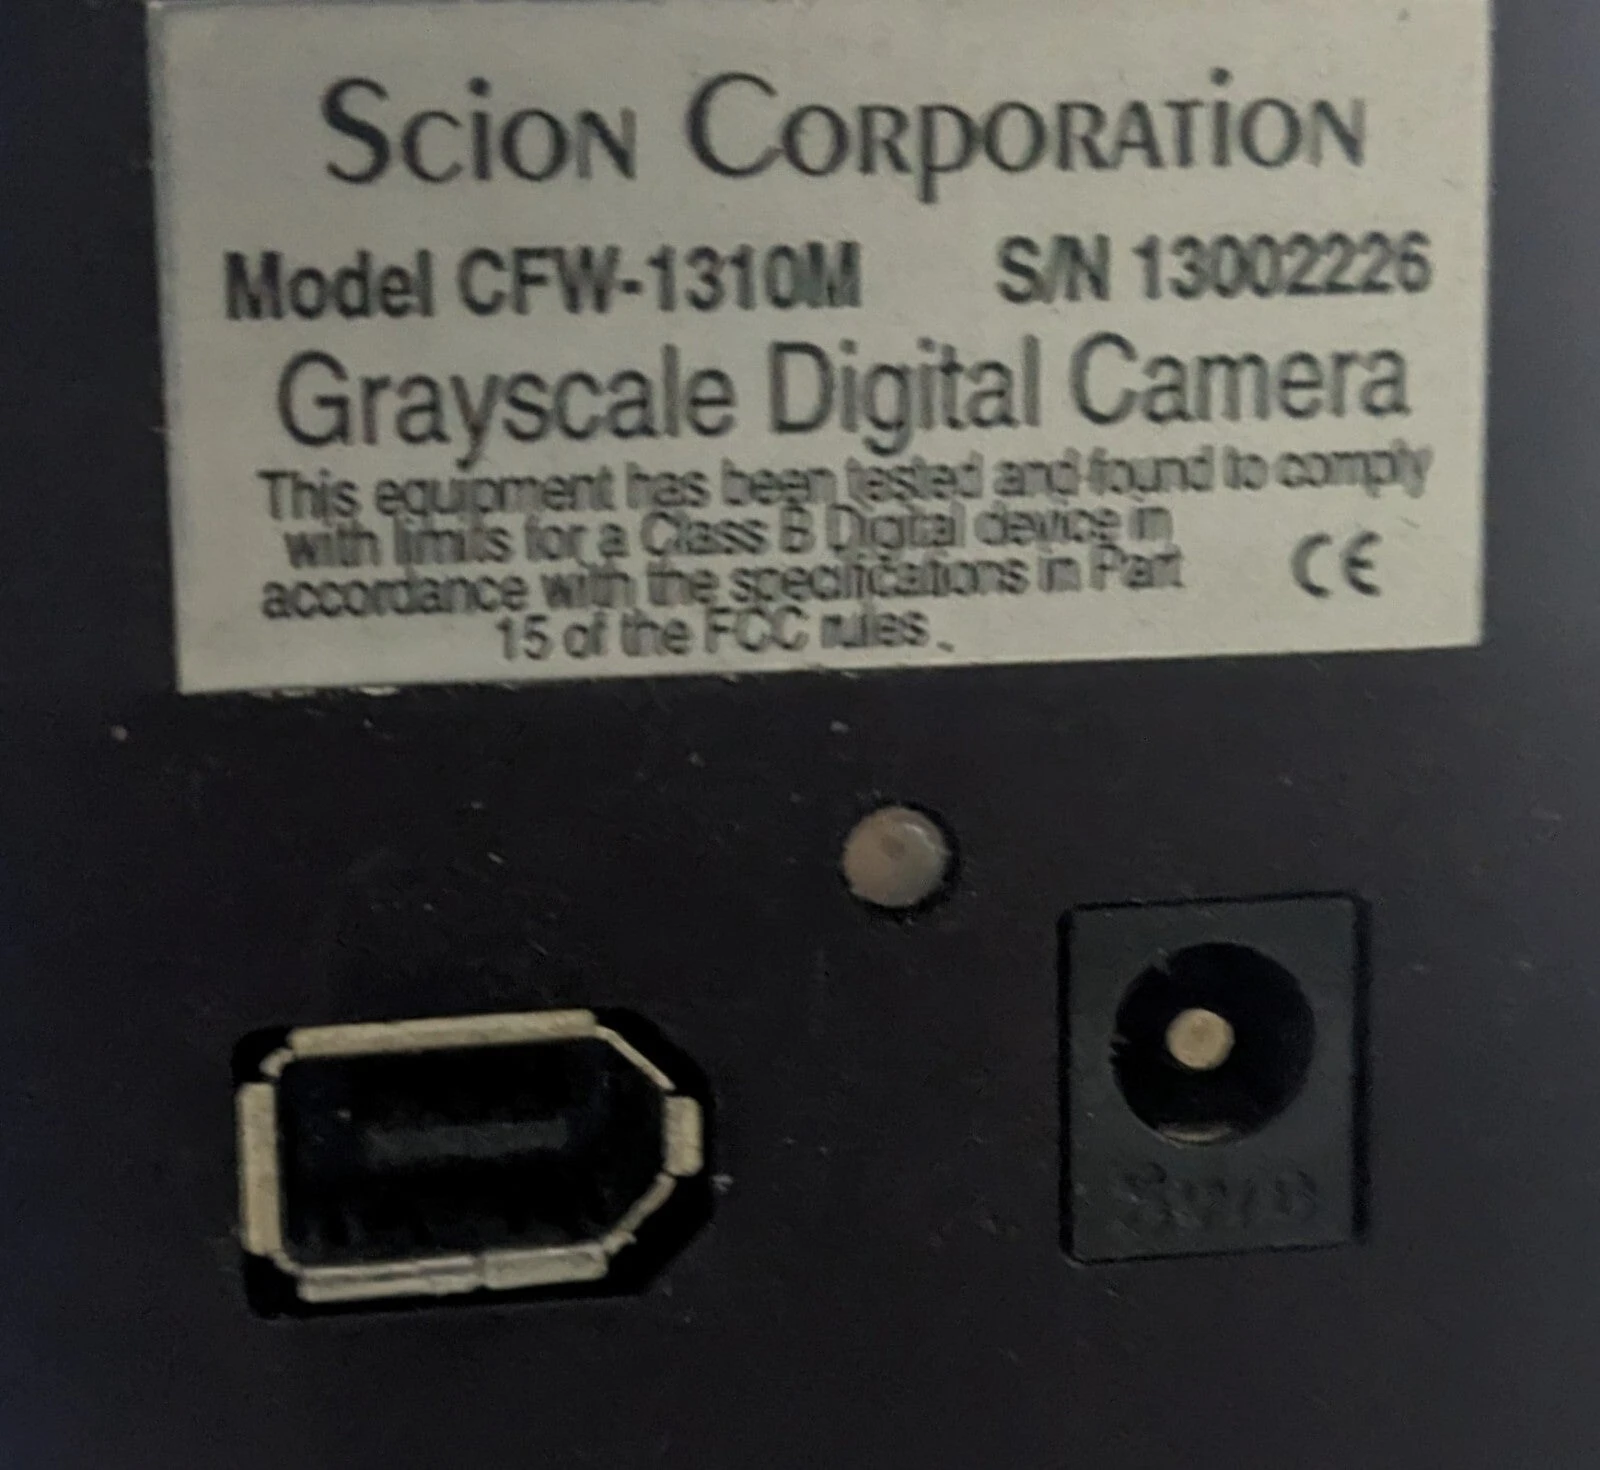 Scion Corporation
Model CFW-1310M S/N 13002226
Grayscale Digital Camera
This equipment has been tested and found to comply
with limits for a Class B Digital device in
accordance with the specifications in Part
15 of the FCC rules.
CE